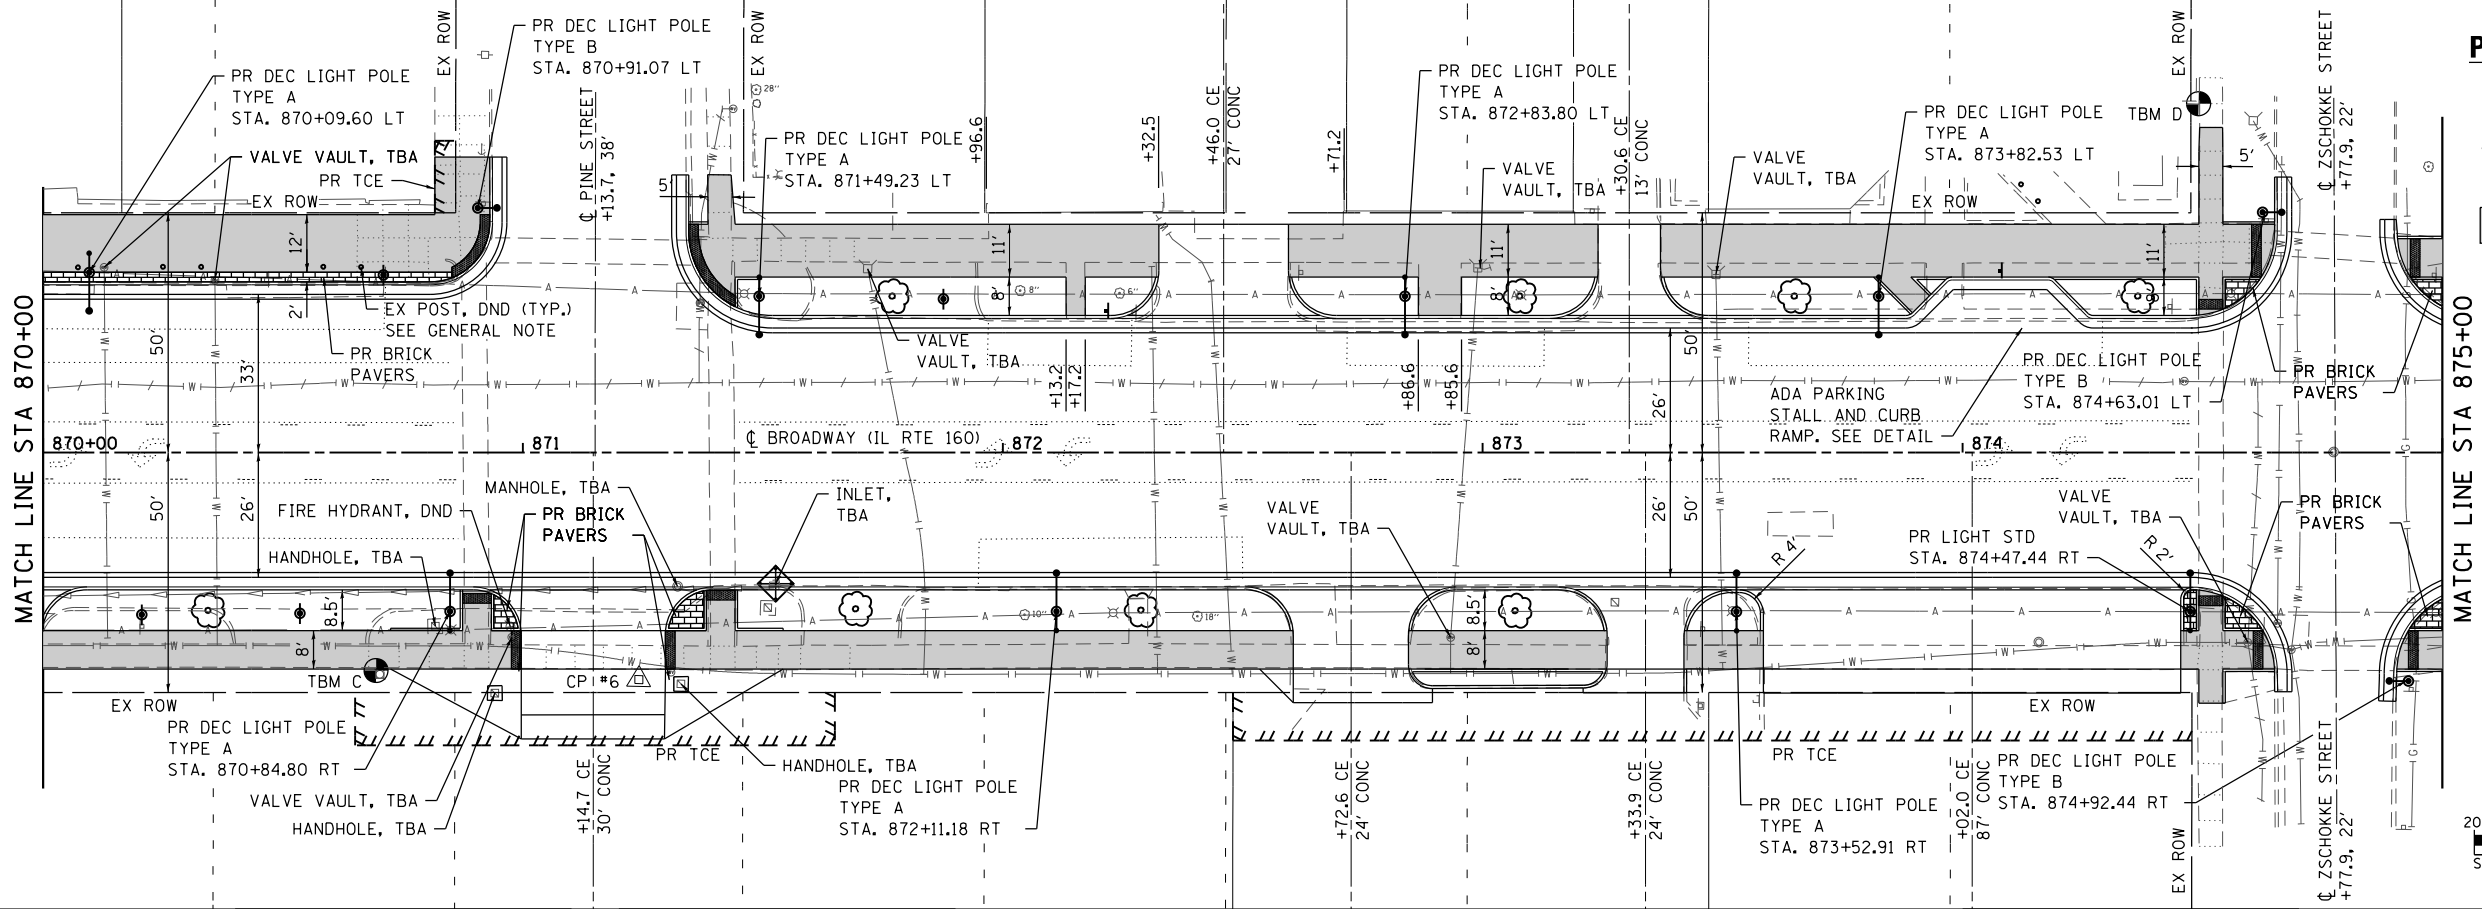 PR DEC LIGHT POLE
TYPE A
STA. 870+09.60 LT
VALVE VAULT, TBA
PR TCE
EX ROW
EX ROW
PR DEC LIGHT POLE
TYPE B
STA. 870+91.07 LT
℄ PINE STREET
+13.7, 38'
EX ROW
28"
PR DEC LIGHT POLE
TYPE A
STA. 871+49.23 LT
5'
+96.6
+32.5
+46.0 CE
27' CONC
+71.2
PR DEC LIGHT POLE
TYPE A
STA. 872+83.80 LT
VALVE
VAULT, TBA
+30.6 CE
13' CONC
VALVE
VAULT, TBA
PR DEC LIGHT POLE
TYPE A
STA. 873+82.53 LT
EX ROW
TBM D
EX ROW
5'
℄ ZSCHOKKE STREET
+77.9, 22'
P
12'
2'
11'
8'
8"
6"
11'
8'
11'
8'
EX POST, DND (TYP.)
SEE GENERAL NOTE
PR BRICK
PAVERS
VALVE
VAULT, TBA
+13.2
+17.2
+86.6
+85.6
50'
33'
50'
26'
ADA PARKING
STALL AND CURB
RAMP. SEE DETAIL
PR DEC LIGHT POLE
TYPE B
STA. 874+63.01 LT
PR BRICK
PAVERS
MATCH LINE STA 870+00
870+00
871
℄ BROADWAY (IL RTE 160)
872
873
874
MATCH LINE STA 875+00
50'
26'
26'
50'
FIRE HYDRANT, DND
MANHOLE, TBA
PR BRICK
PAVERS
HANDHOLE, TBA
INLET,
TBA
VALVE
VAULT, TBA
R 4'
PR LIGHT STD
STA. 874+47.44 RT
VALVE
VAULT, TBA
R 2'
PR BRICK
PAVERS
8.5'
8'
10"
18"
8.5'
8'
TBM C
CP #6
EX ROW
PR DEC LIGHT POLE
TYPE A
STA. 870+84.80 RT
VALVE VAULT, TBA
HANDHOLE, TBA
+14.7 CE
30' CONC
PR TCE
HANDHOLE, TBA
PR DEC LIGHT POLE
TYPE A
STA. 872+11.18 RT
+72.6 CE
24' CONC
+33.9 CE
24' CONC
PR TCE
PR DEC LIGHT POLE
TYPE A
STA. 873+52.91 RT
+02.0 CE
87' CONC
EX ROW
PR DEC LIGHT POLE
TYPE B
STA. 874+92.44 RT
EX ROW
℄ ZSCHOKKE STREET
+77.9, 22'
20
S